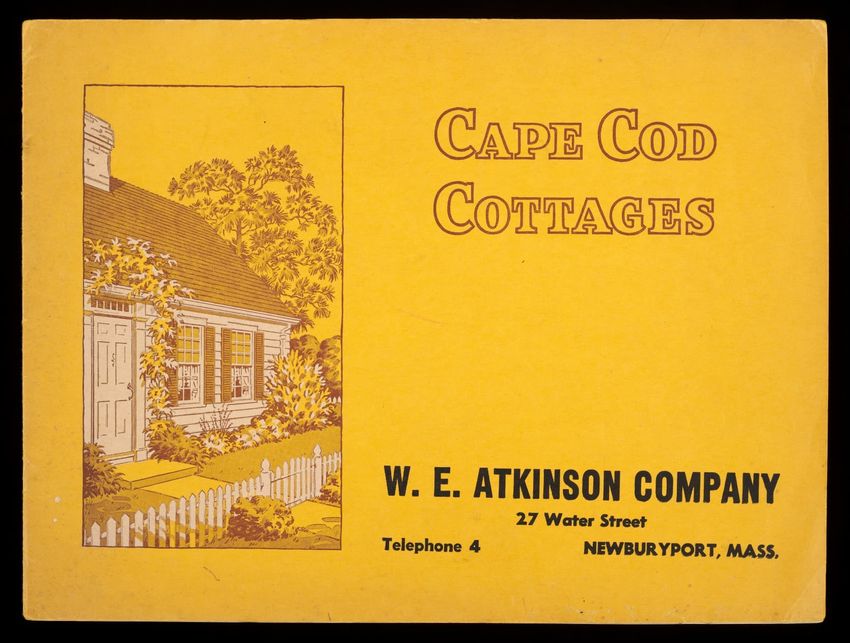 CAPE COD
COTTAGES
W. E. ATKINSON COMPANY
27 Water Street
Telephone 4 NEWBURYPORT, MASS.